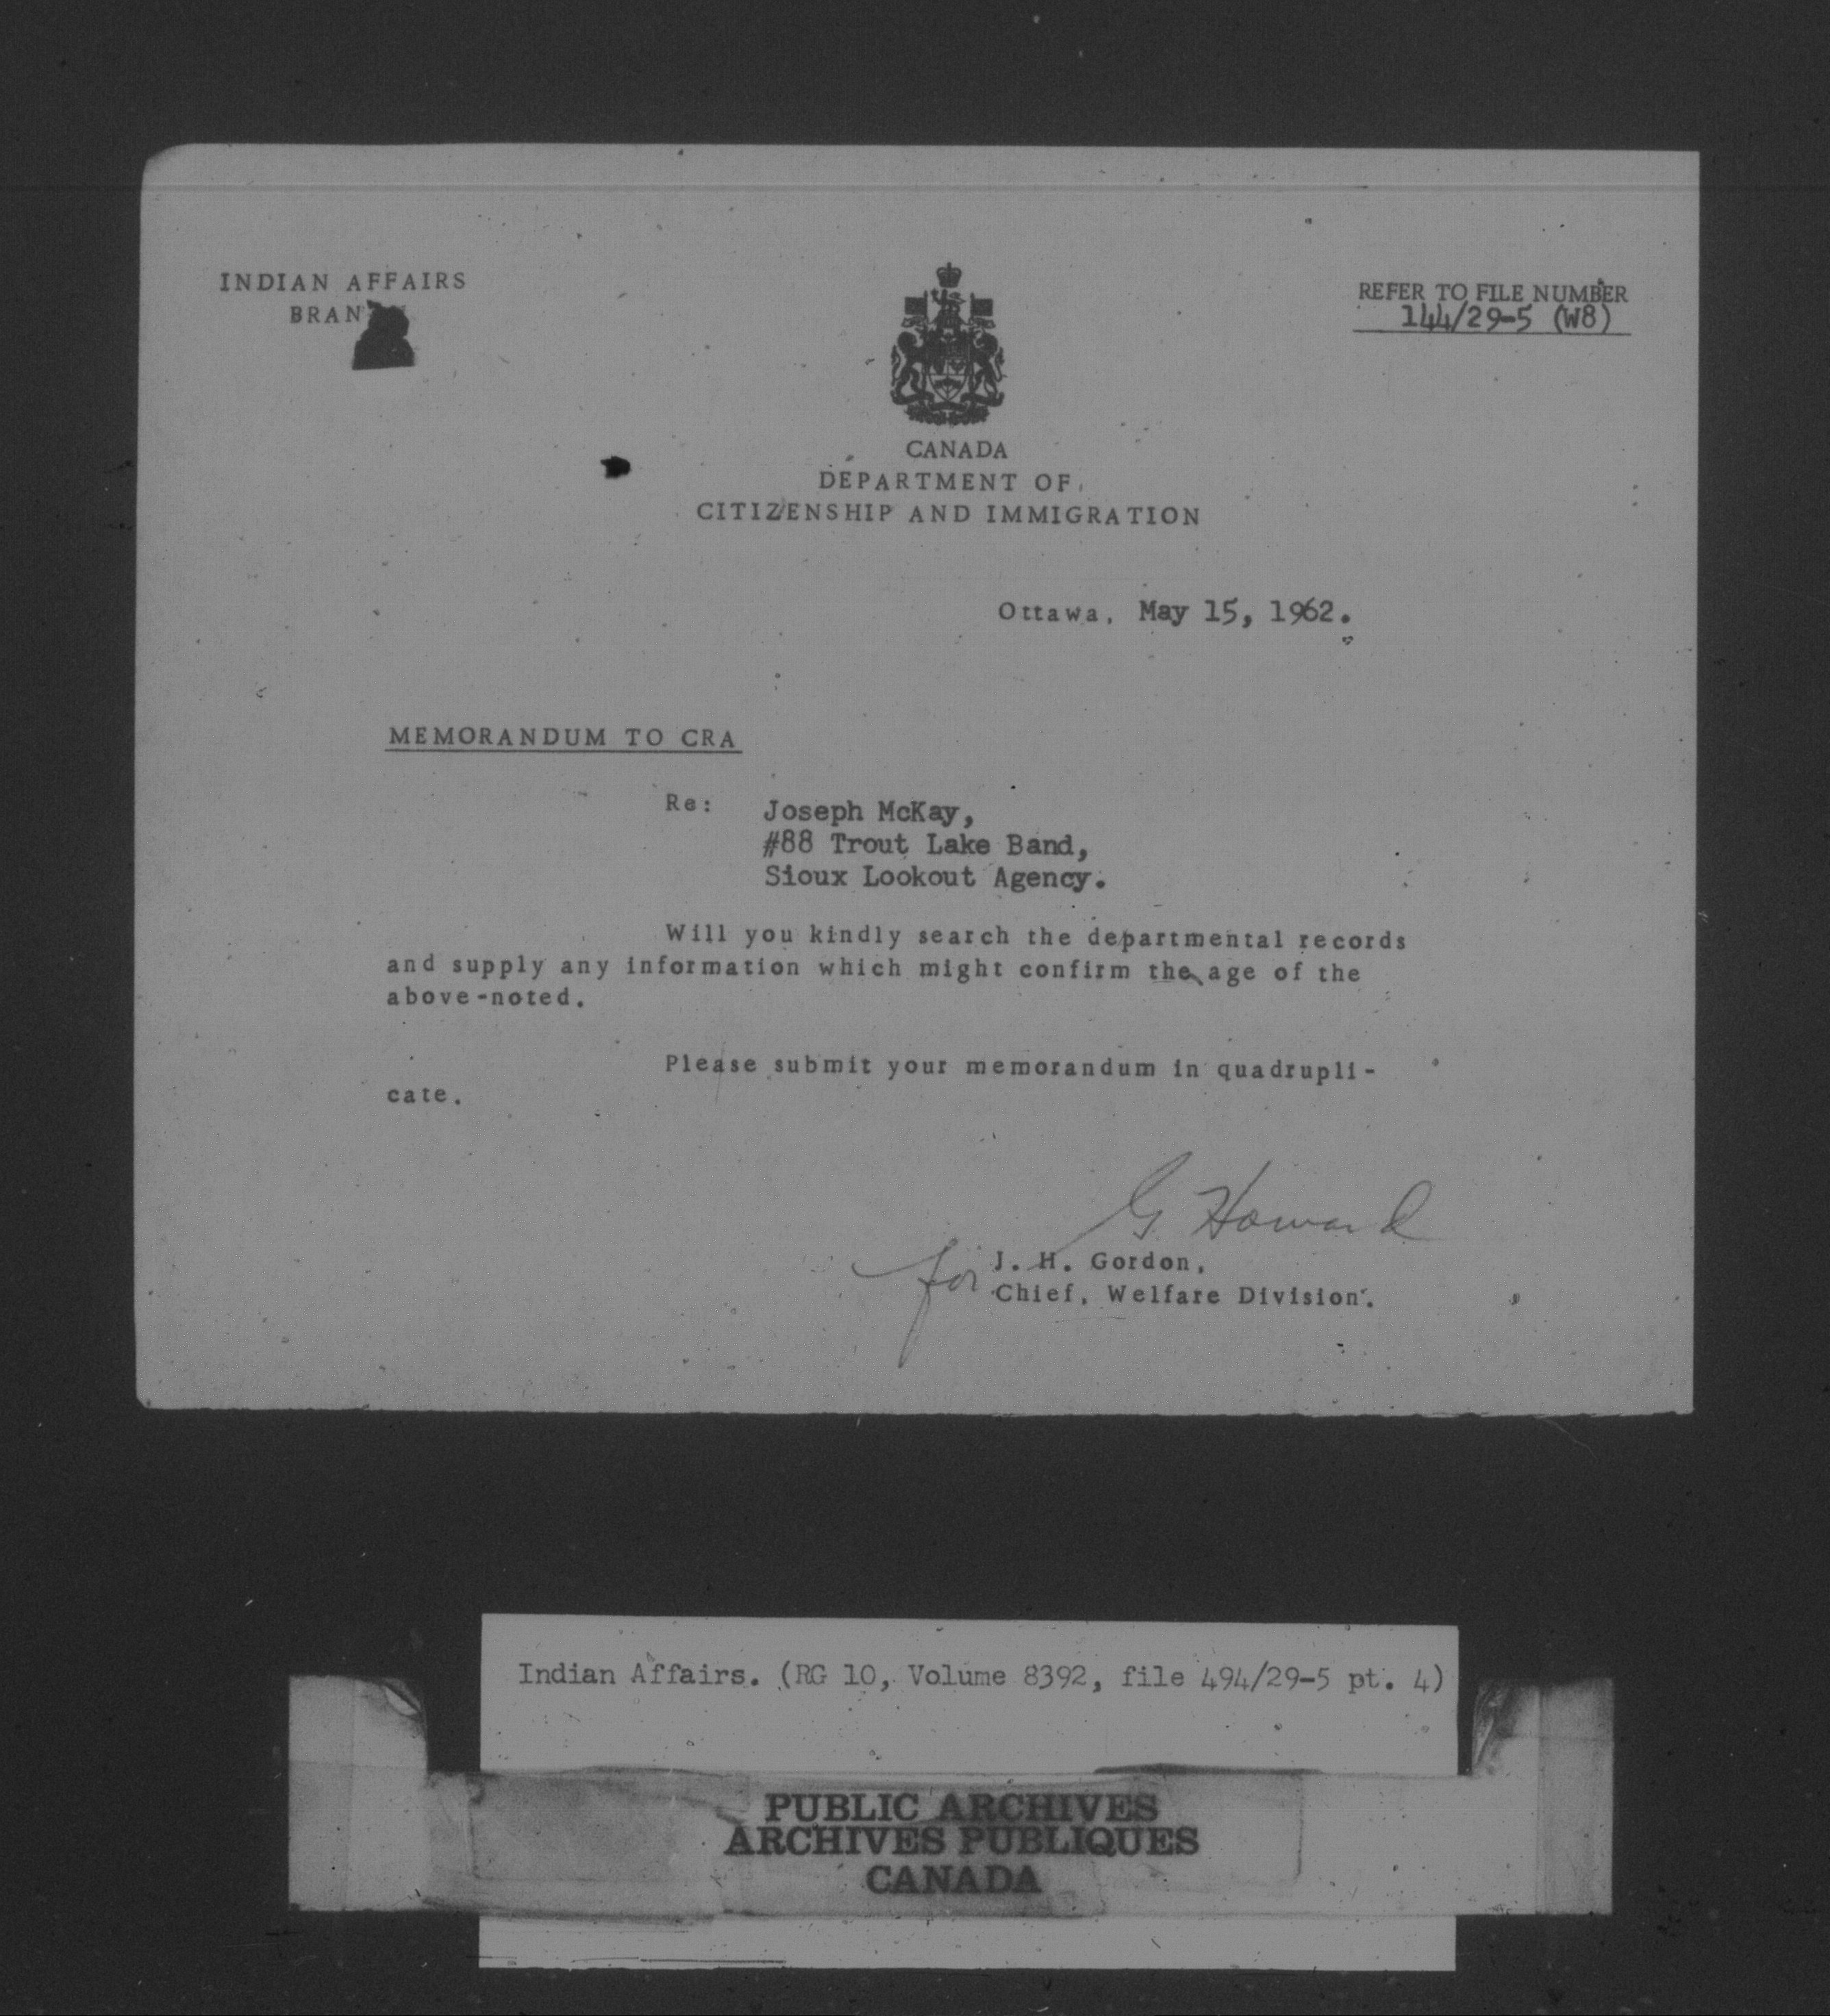 INDIAN AFFAIRS
REFER TO FILE NUMBER
144/29-5 (W8)
CANADA
DEPARTMENT OF
CITIZENSHIP AND IMMIGRATION
Ottawa, May 15, 1962.
MEMORANDUM TO CRA
Re: Joseph McKay,
#88 Trout Lake Band,
Sioux Lookout Agency.
Will you kindly search the departmental records
and supply any information which might confirm the age of the
above-noted.
Please submit your memorandum in quadrupli-
cate.
G. Howard
for J. H. Gordon,
Chief, Welfare Division.
Indian Affairs. (RG 10, Volume 8392, file 494/29-5 pt. 4)
PUBLIC ARCHIVES
ARCHIVES PUBLIQUES
CANADA